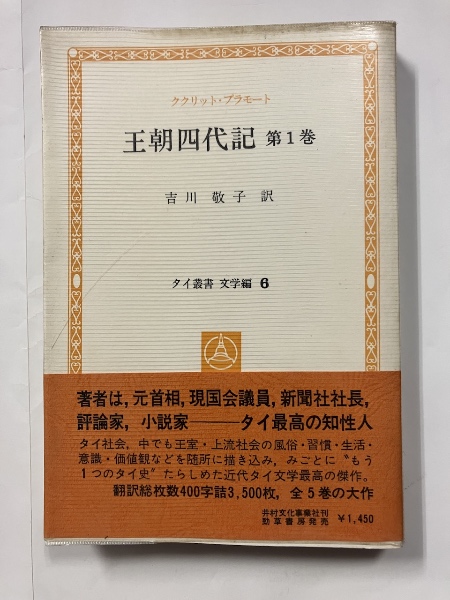 ククリット・プラモート
王朝四代記 第1巻
吉川 敬子 訳
タイ叢書 文学編 6
著者は,元首相,現国会議員,新聞社社長,
評論家，小説家——タイ最高の知性人
タイ社会，中でも王室・上流社会の風俗・習慣・生活・
意識・価値観などを随所に描き込み，みごとに〝もう
1つのタイ史〟たらしめた近代タイ文学最高の傑作。
翻訳総枚数400字詰3,500枚，全5巻の大作
井村文化事業社刊
勁草書房発売 ¥1,450